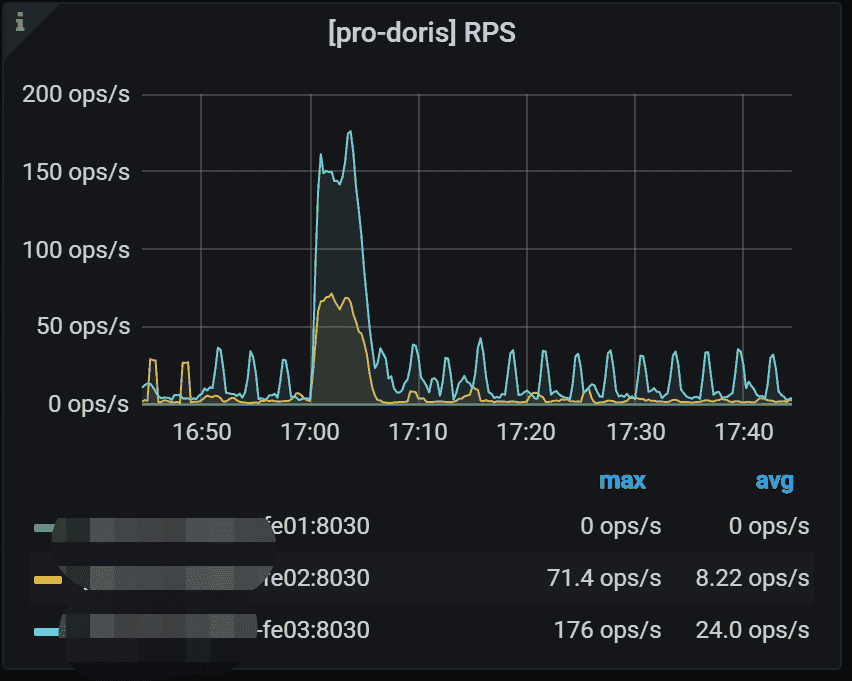 i
[pro-doris] RPS
200 ops/s
150 ops/s
100 ops/s
50 ops/s
0 ops/s
16:50 17:00 17:10 17:20 17:30 17:40
max avg
fe01:8030 0 ops/s 0 ops/s
fe02:8030 71.4 ops/s 8.22 ops/s
-fe03:8030 176 ops/s 24.0 ops/s